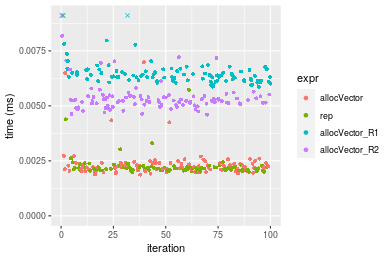 0.0075
0.0050
0.0025
0.0000
time (ms)
0
25
50
75
100
iteration
expr
allocVector
rep
allocVector_R1
allocVector_R2